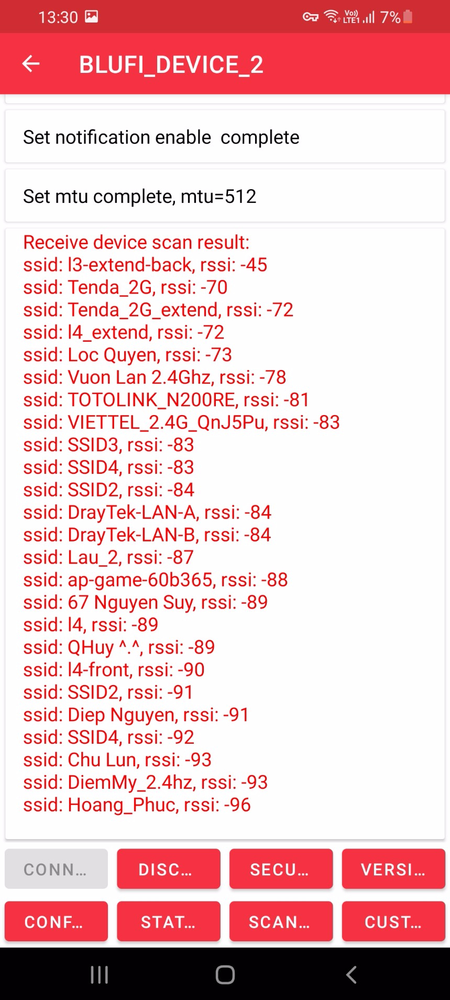 13:30 Vo)) LTE1 7%
BLUFI_DEVICE_2
Set notification enable  complete
Set mtu complete, mtu=512
Receive device scan result:
ssid: l3-extend-back, rssi: -45
ssid: Tenda_2G, rssi: -70
ssid: Tenda_2G_extend, rssi: -72
ssid: l4_extend, rssi: -72
ssid: Loc Quyen, rssi: -73
ssid: Vuon Lan 2.4Ghz, rssi: -78
ssid: TOTOLINK_N200RE, rssi: -81
ssid: VIETTEL_2.4G_QnJ5Pu, rssi: -83
ssid: SSID3, rssi: -83
ssid: SSID4, rssi: -83
ssid: SSID2, rssi: -84
ssid: DrayTek-LAN-A, rssi: -84
ssid: DrayTek-LAN-B, rssi: -84
ssid: Lau_2, rssi: -87
ssid: ap-game-60b365, rssi: -88
ssid: 67 Nguyen Suy, rssi: -89
ssid: l4, rssi: -89
ssid: QHuy ^.^, rssi: -89
ssid: l4-front, rssi: -90
ssid: SSID2, rssi: -91
ssid: Diep Nguyen, rssi: -91
ssid: SSID4, rssi: -92
ssid: Chu Lun, rssi: -93
ssid: DiemMy_2.4hz, rssi: -93
ssid: Hoang_Phuc, rssi: -96
CONN... DISC... SECU... VERSI...
CONF... STAT... SCAN... CUST...